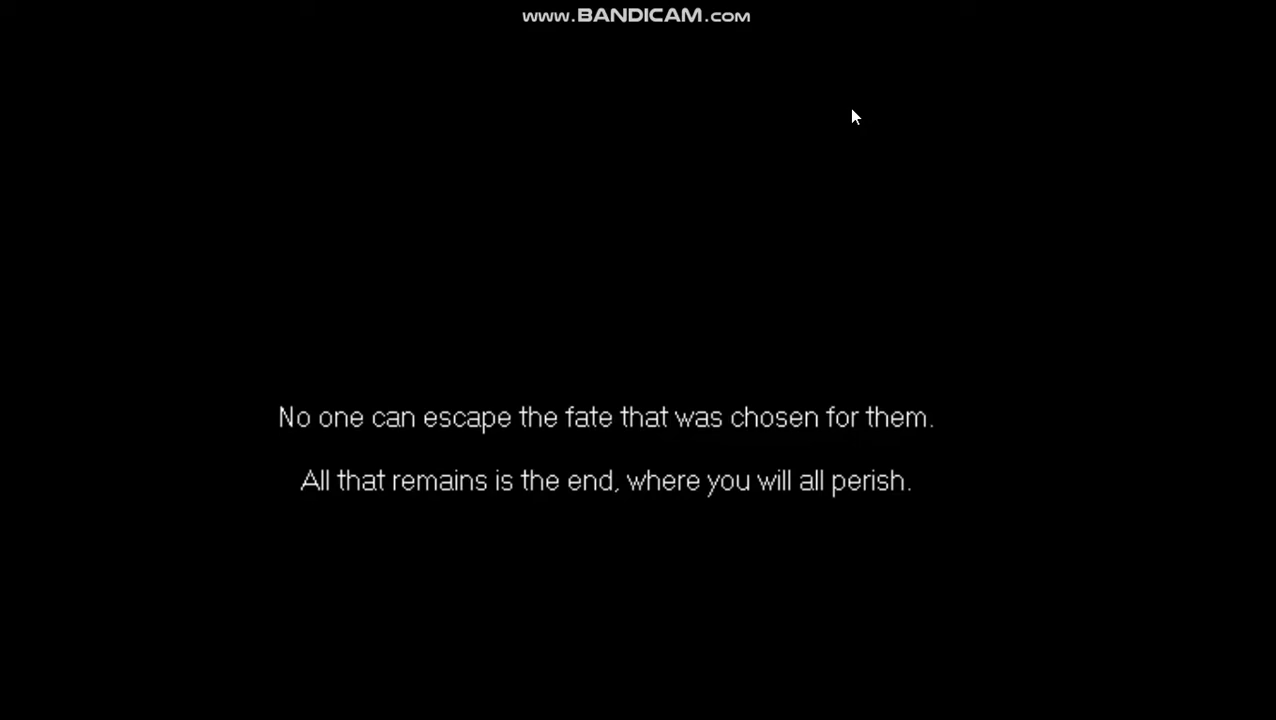 www.BANDICAM.COM
No one can escape the fate that was chosen for them.
All that remains is the end, where you will all perish.